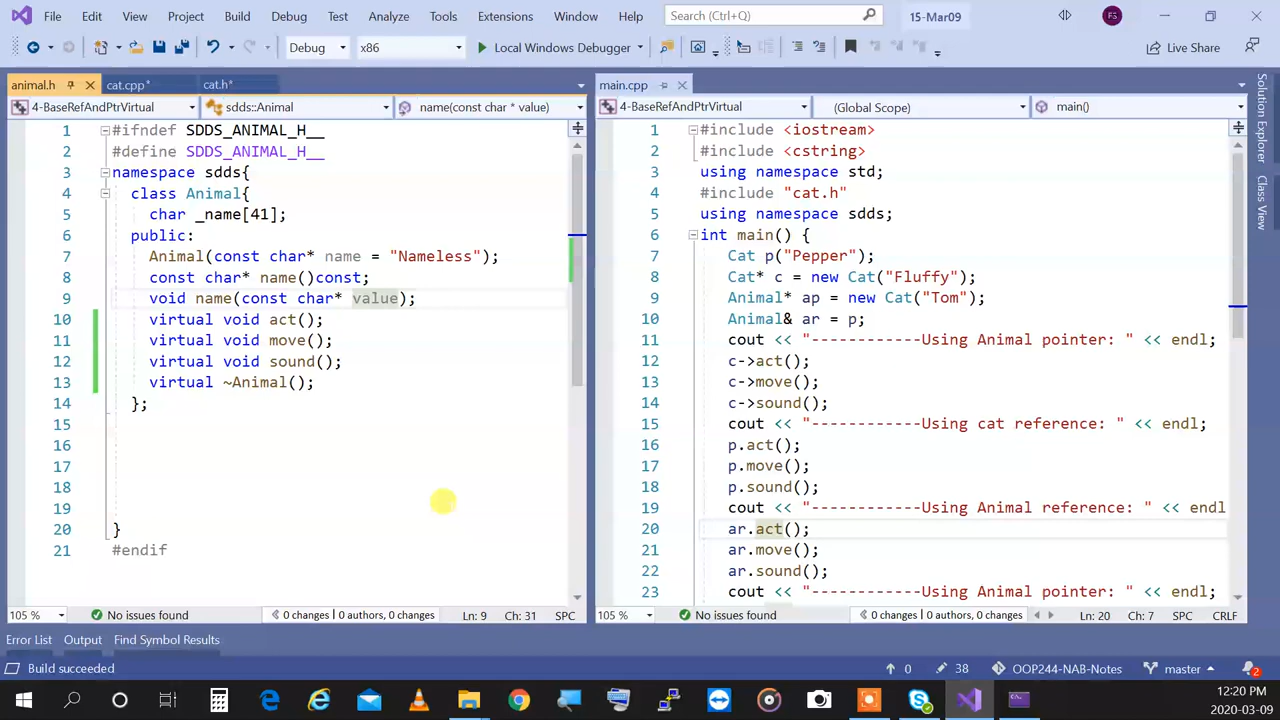 File Edit View Project Build Debug Test Analyze Tools Extensions Window Help Search (Ctrl+Q) 15-Mar09 FS
Debug x86 Local Windows Debugger Live Share
animal.h cat.cpp* cat.h*
4-BaseRefAndPtrVirtual sdds::Animal name(const char * value)
1 #ifndef SDDS_ANIMAL_H__
2 #define SDDS_ANIMAL_H__
3 namespace sdds{
4 class Animal{
5 char _name[41];
6 public:
7 Animal(const char* name = "Nameless");
8 const char* name()const;
9 void name(const char* value);
10 virtual void act();
11 virtual void move();
12 virtual void sound();
13 virtual ~Animal();
14 };
15
16
17
18
19
20 }
21 #endif
105 % No issues found 0 changes | 0 authors, 0 changes Ln: 9 Ch: 31 SPC
main.cpp
4-BaseRefAndPtrVirtual (Global Scope) main()
1 #include <iostream>
2 #include <cstring>
3 using namespace std;
4 #include "cat.h"
5 using namespace sdds;
6 int main() {
7 Cat p("Pepper");
8 Cat* c = new Cat("Fluffy");
9 Animal* ap = new Cat("Tom");
10 Animal& ar = p;
11 cout << "------------Using Animal pointer: " << endl;
12 c->act();
13 c->move();
14 c->sound();
15 cout << "------------Using cat reference: " << endl;
16 p.act();
17 p.move();
18 p.sound();
19 cout << "------------Using Animal reference: " << endl
20 ar.act();
21 ar.move();
22 ar.sound();
23 cout << "------------Using Animal pointer: " << endl;
105 % No issues found 0 changes | 0 authors, 0 changes Ln: 20 Ch: 7 SPC CRLF
Solution Explorer
Class View
Error List Output Find Symbol Results
Build succeeded 0 38 OOP244-NAB-Notes master 2
12:20 PM
2020-03-09